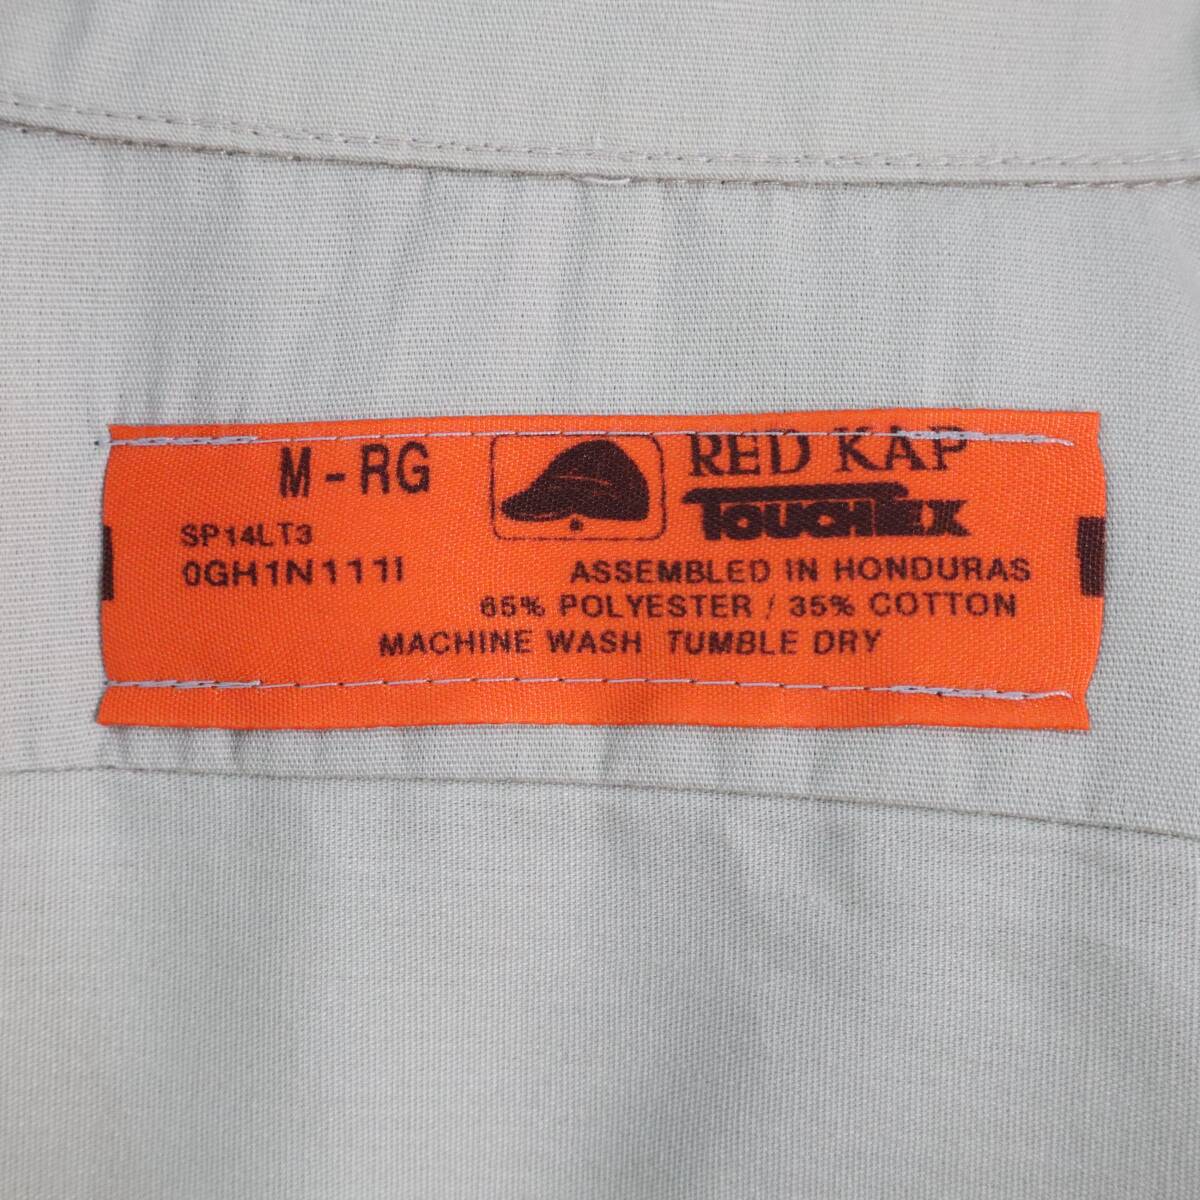 M-RG
RED KAP
TOUCHTEX
SP14LT3
0GH1N111I
ASSEMBLED IN HONDURAS
65% POLYESTER / 35% COTTON
MACHINE WASH TUMBLE DRY